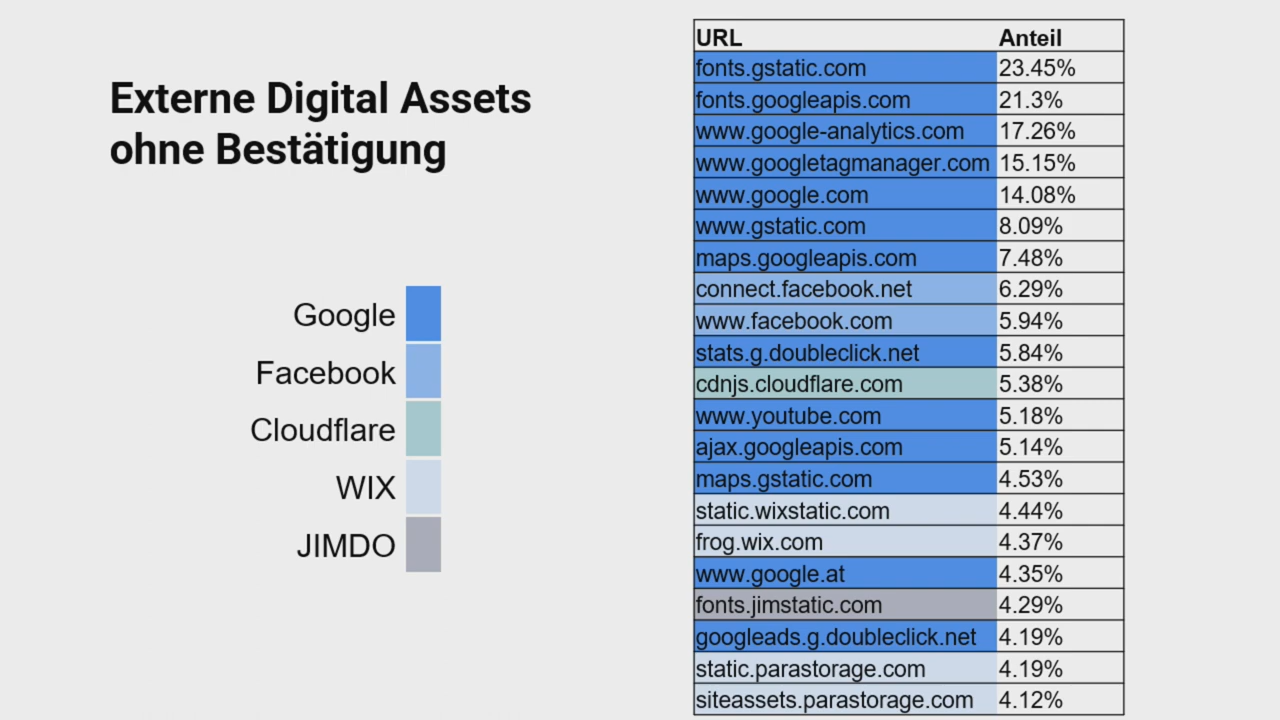 Externe Digital Assets
ohne Bestätigung
Google
Facebook
Cloudflare
WIX
JIMDO
URL Anteil
fonts.gstatic.com 23.45%
fonts.googleapis.com 21.3%
www.google-analytics.com 17.26%
www.googletagmanager.com 15.15%
www.google.com 14.08%
www.gstatic.com 8.09%
maps.googleapis.com 7.48%
connect.facebook.net 6.29%
www.facebook.com 5.94%
stats.g.doubleclick.net 5.84%
cdnjs.cloudflare.com 5.38%
www.youtube.com 5.18%
ajax.googleapis.com 5.14%
maps.gstatic.com 4.53%
static.wixstatic.com 4.44%
frog.wix.com 4.37%
www.google.at 4.35%
fonts.jimstatic.com 4.29%
googleads.g.doubleclick.net 4.19%
static.parastorage.com 4.19%
siteassets.parastorage.com 4.12%